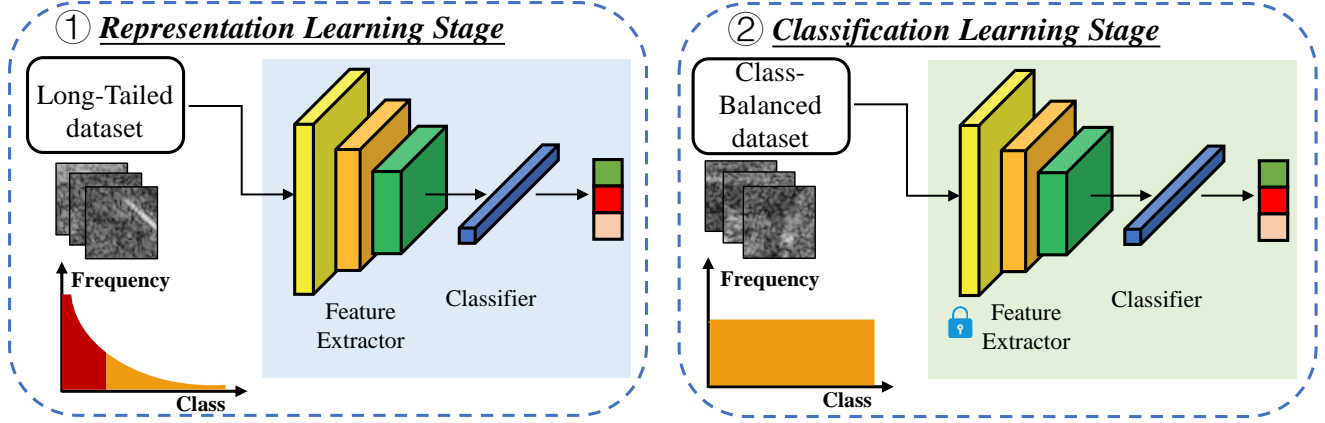 ① Representation Learning Stage
Long-Tailed
dataset
Frequency
Class
Feature
Extractor
Classifier
② Classification Learning Stage
Class-
Balanced
dataset
Frequency
Class
Feature
Extractor
Classifier